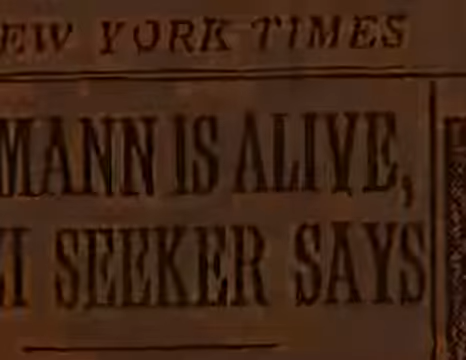 EW YORK TIMES
MANN IS ALIVE,
I SEEKER SAYS